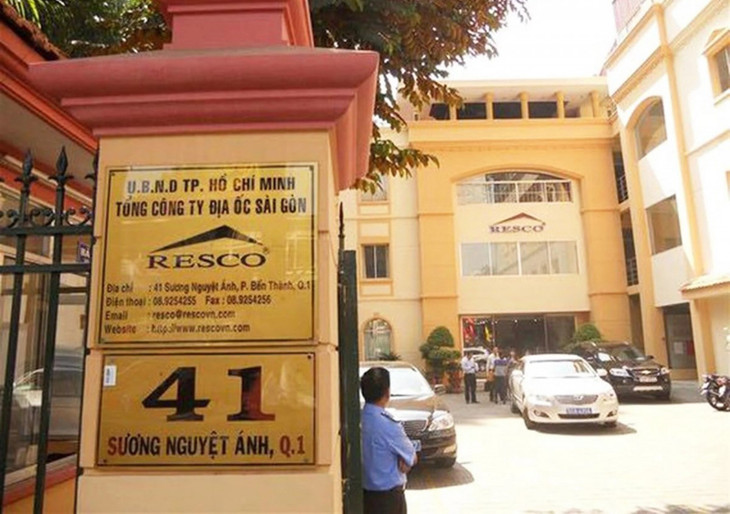 U.B.N.D TP. HỒ CHÍ MINH
TỔNG CÔNG TY ĐỊA ỐC SÀI GÒN
RESCO
Địa chỉ : 41 Sương Nguyệt Ánh, P. Bến Thành, Q.1
Điện thoại : 08.9254255 Fax : 08.9254256
Email : resco@rescovn.com
Website : http://www.rescovn.com
41
SƯƠNG NGUYỆT ÁNH, Q.1
RESCO